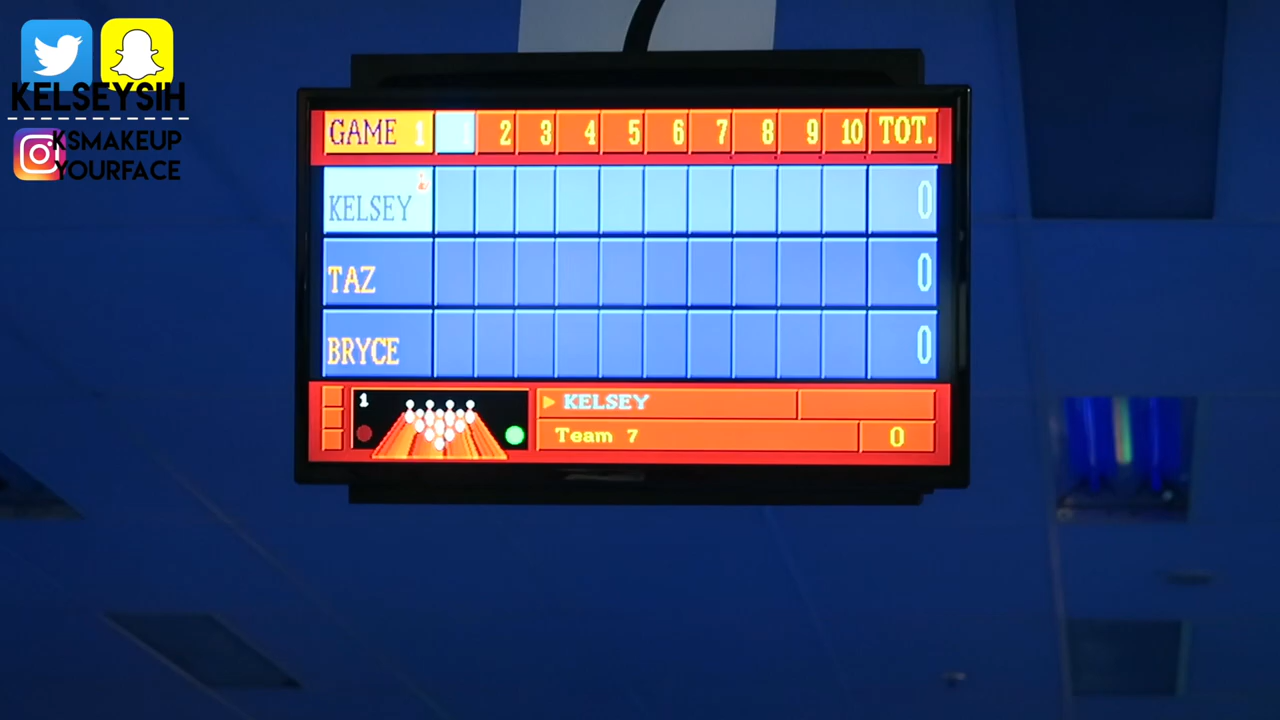 KELSEYSIH
KSMAKEUP
YOURFACE
GAME 1 1 2 3 4 5 6 7 8 9 10 TOT.
KELSEY 0
TAZ 0
BRYCE 0
1
KELSEY
Team 7 0